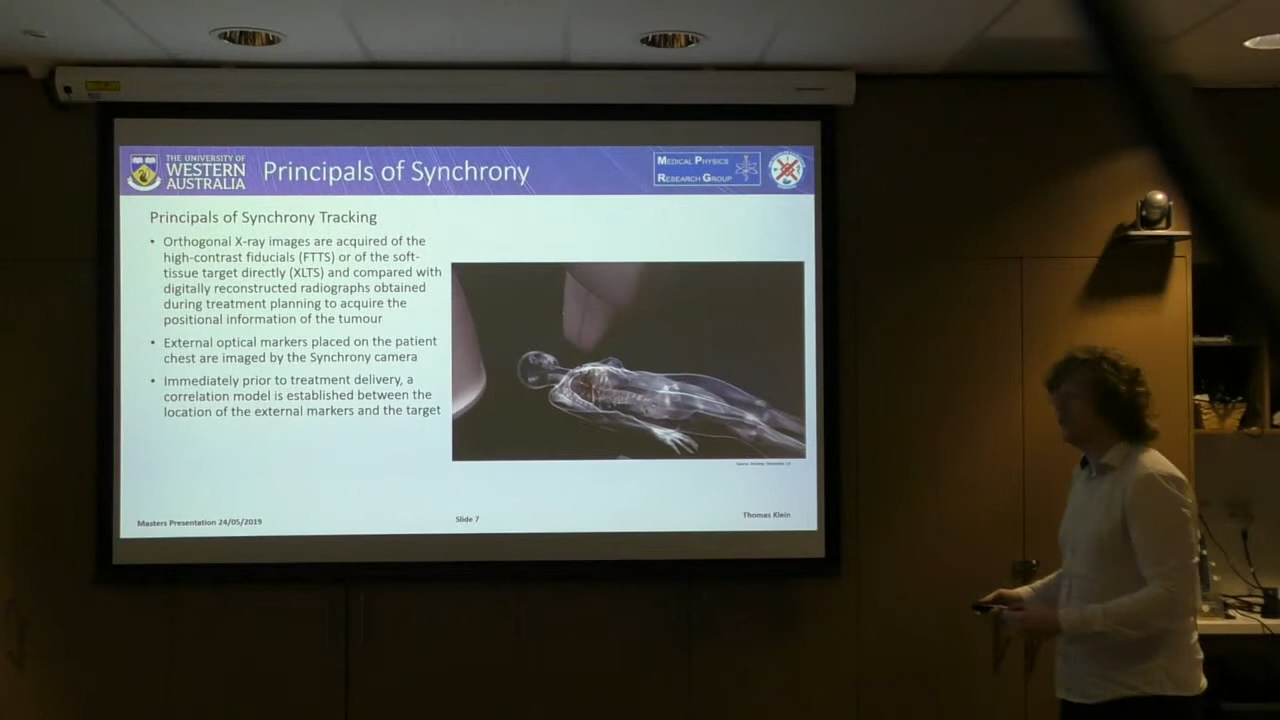 THE UNIVERSITY OF
WESTERN
AUSTRALIA
Principals of Synchrony
MEDICAL PHYSICS
RESEARCH GROUP
Principals of Synchrony Tracking
• Orthogonal X-ray images are acquired of the
high-contrast fiducials (FTTS) or of the soft-
tissue target directly (XLTS) and compared with
digitally reconstructed radiographs obtained
during treatment planning to acquire the
positional information of the tumour
• External optical markers placed on the patient
chest are imaged by the Synchrony camera
• Immediately prior to treatment delivery, a
correlation model is established between the
location of the external markers and the target
Masters Presentation 24/05/2019
Slide 7
Thomas Klein